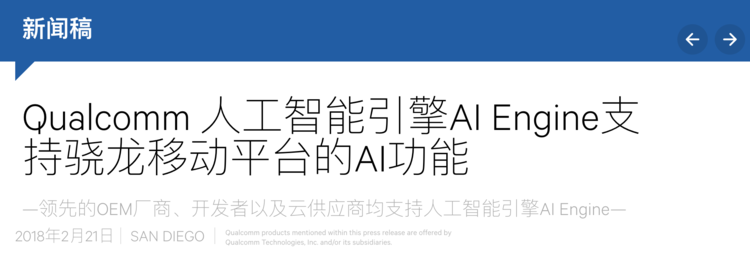 新闻稿
Qualcomm 人工智能引擎AI Engine支
持骁龙移动平台的AI功能
—领先的OEM厂商、开发者以及云供应商均支持人工智能引擎AI Engine—
2018年2月21日 | SAN DIEGO | Qualcomm products mentioned within this press release are offered by
Qualcomm Technologies, Inc. and/or its subsidiaries.